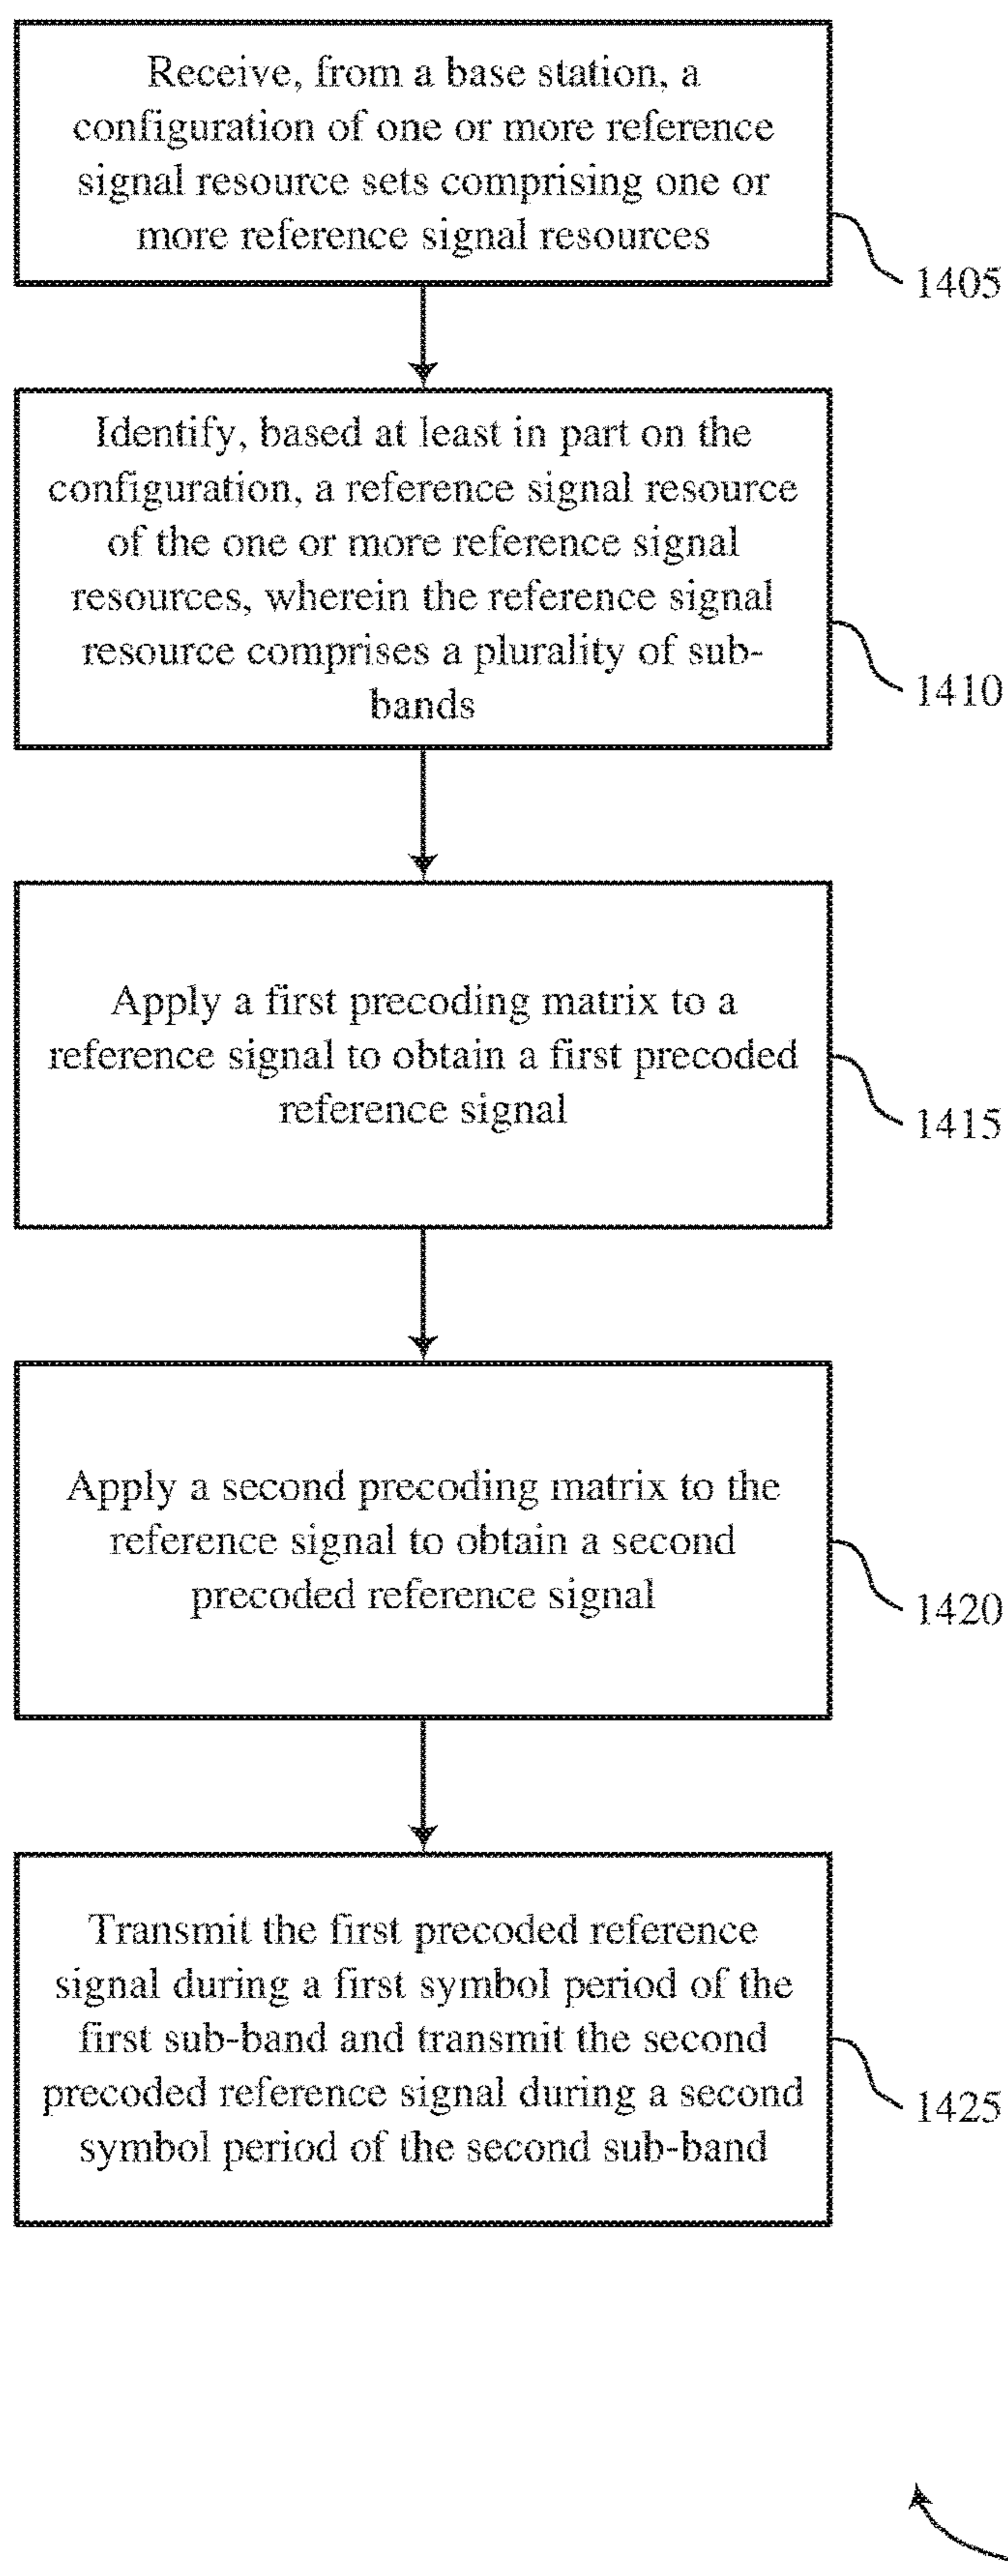 Receive, from a base station, a
configuration of one or more reference
signal resource sets comprising one or
more reference signal resources
1405
Identify, based at least in part on the
configuration, a reference signal resource
of the one or more reference signal
resources, wherein the reference signal
resource comprises a plurality of sub-
bands
1410
Apply a first precoding matrix to a
reference signal to obtain a first precoded
reference signal
1415
Apply a second precoding matrix to the
reference signal to obtain a second
precoded reference signal
1420
Transmit the first precoded reference
signal during a first symbol period of the
first sub-band and transmit the second
precoded reference signal during a second
symbol period of the second sub-band
1425